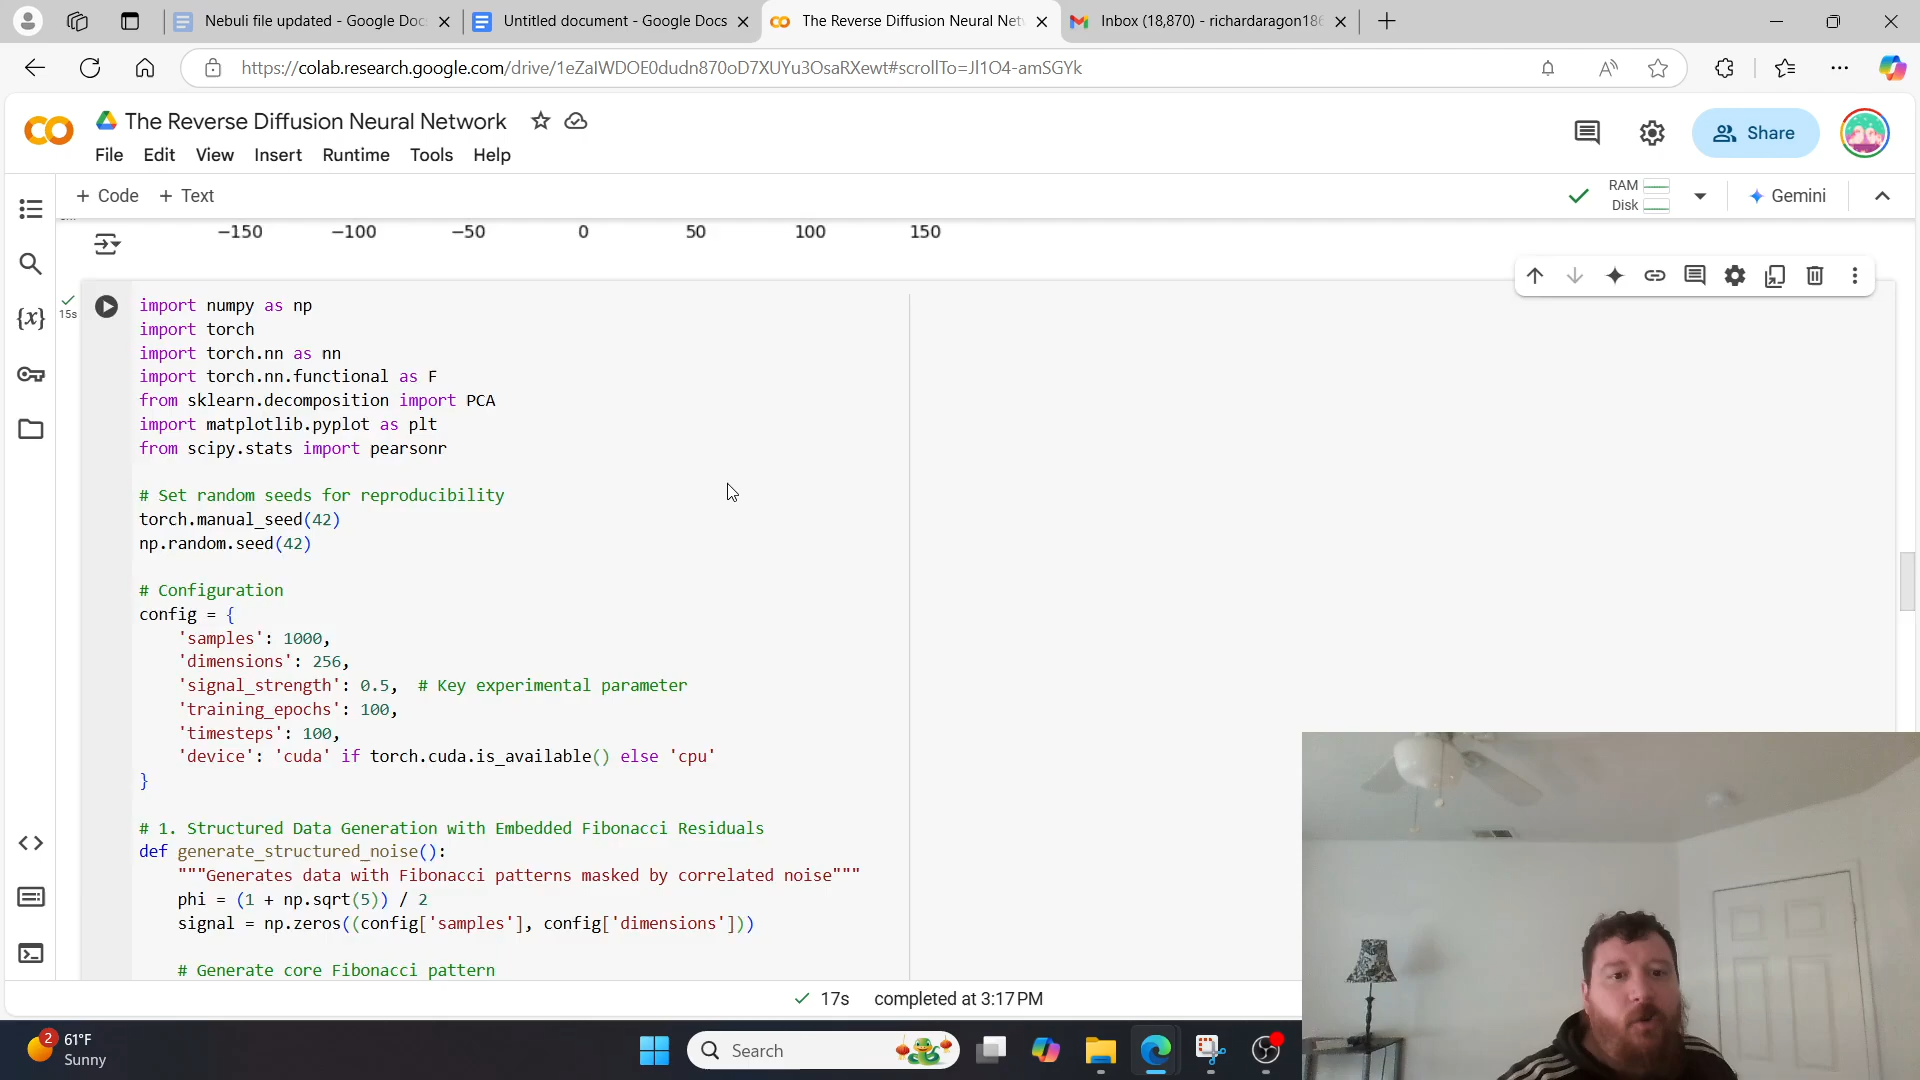 Nebuli file updated - Google Doc
Untitled document - Google Docs
The Reverse Diffusion Neural Net
Inbox (18,870) - richardaragon186
https://colab.research.google.com/drive/1eZaIWDOE0dudn870oD7XUYu3OsaRXewt#scrollTo=Jl1O4-amSGYk
The Reverse Diffusion Neural Network
Share
File Edit View Insert Runtime Tools Help
+ Code + Text
RAM
Disk
Gemini
−150 −100 −50 0 50 100 150
15s
import numpy as np
import torch
import torch.nn as nn
import torch.nn.functional as F
from sklearn.decomposition import PCA
import matplotlib.pyplot as plt
from scipy.stats import pearsonr
# Set random seeds for reproducibility
torch.manual_seed(42)
np.random.seed(42)
# Configuration
config = {
'samples': 1000,
'dimensions': 256,
'signal_strength': 0.5, # Key experimental parameter
'training_epochs': 100,
'timesteps': 100,
'device': 'cuda' if torch.cuda.is_available() else 'cpu'
}
# 1. Structured Data Generation with Embedded Fibonacci Residuals
def generate_structured_noise():
"""Generates data with Fibonacci patterns masked by correlated noise"""
phi = (1 + np.sqrt(5)) / 2
signal = np.zeros((config['samples'], config['dimensions']))
# Generate core Fibonacci pattern
17s completed at 3:17 PM
2
61°F
Sunny
Search